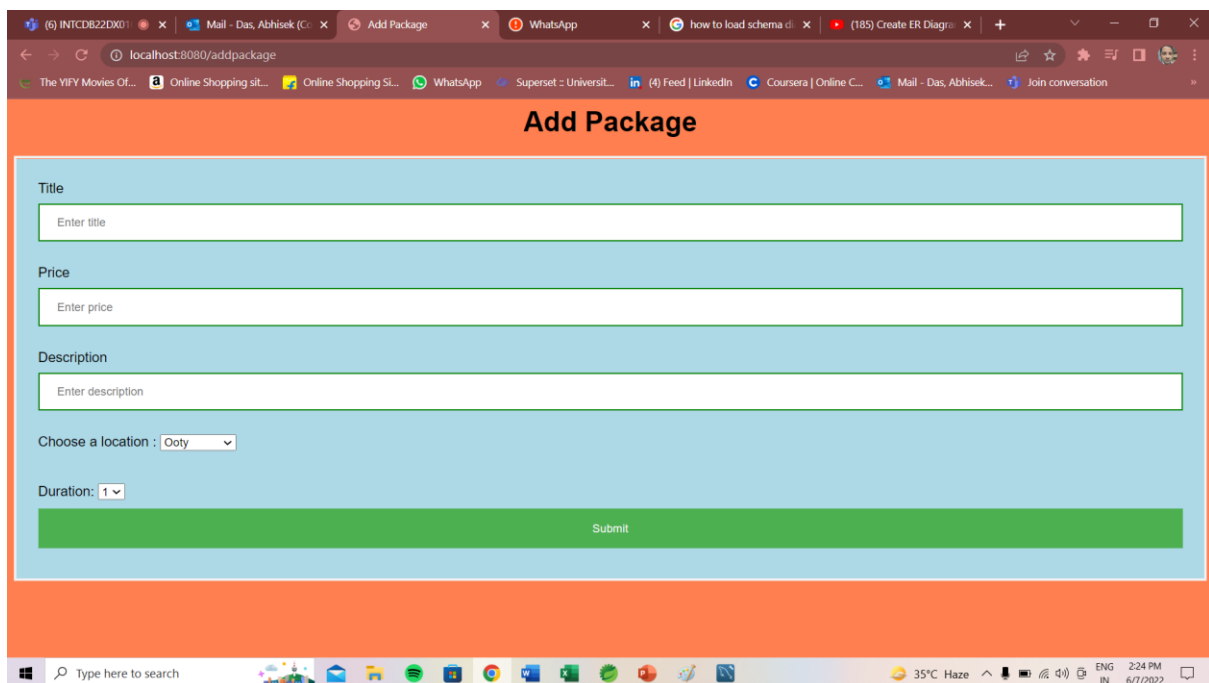 (6) INTCDB22DX01
Mail - Das, Abhisek (Co
Add Package
WhatsApp
how to load schema di
(185) Create ER Diagra
localhost:8080/addpackage
The YIFY Movies Of...
Online Shopping sit...
Online Shopping Si...
WhatsApp
Superset :: Universit...
(4) Feed | LinkedIn
Coursera | Online C...
Mail - Das, Abhisek...
Join conversation
Add Package
Title
Enter title
Price
Enter price
Description
Enter description
Choose a location : Ooty
Duration: 1
Submit
Type here to search
35°C Haze
ENG
IN
2:24 PM
6/7/2022